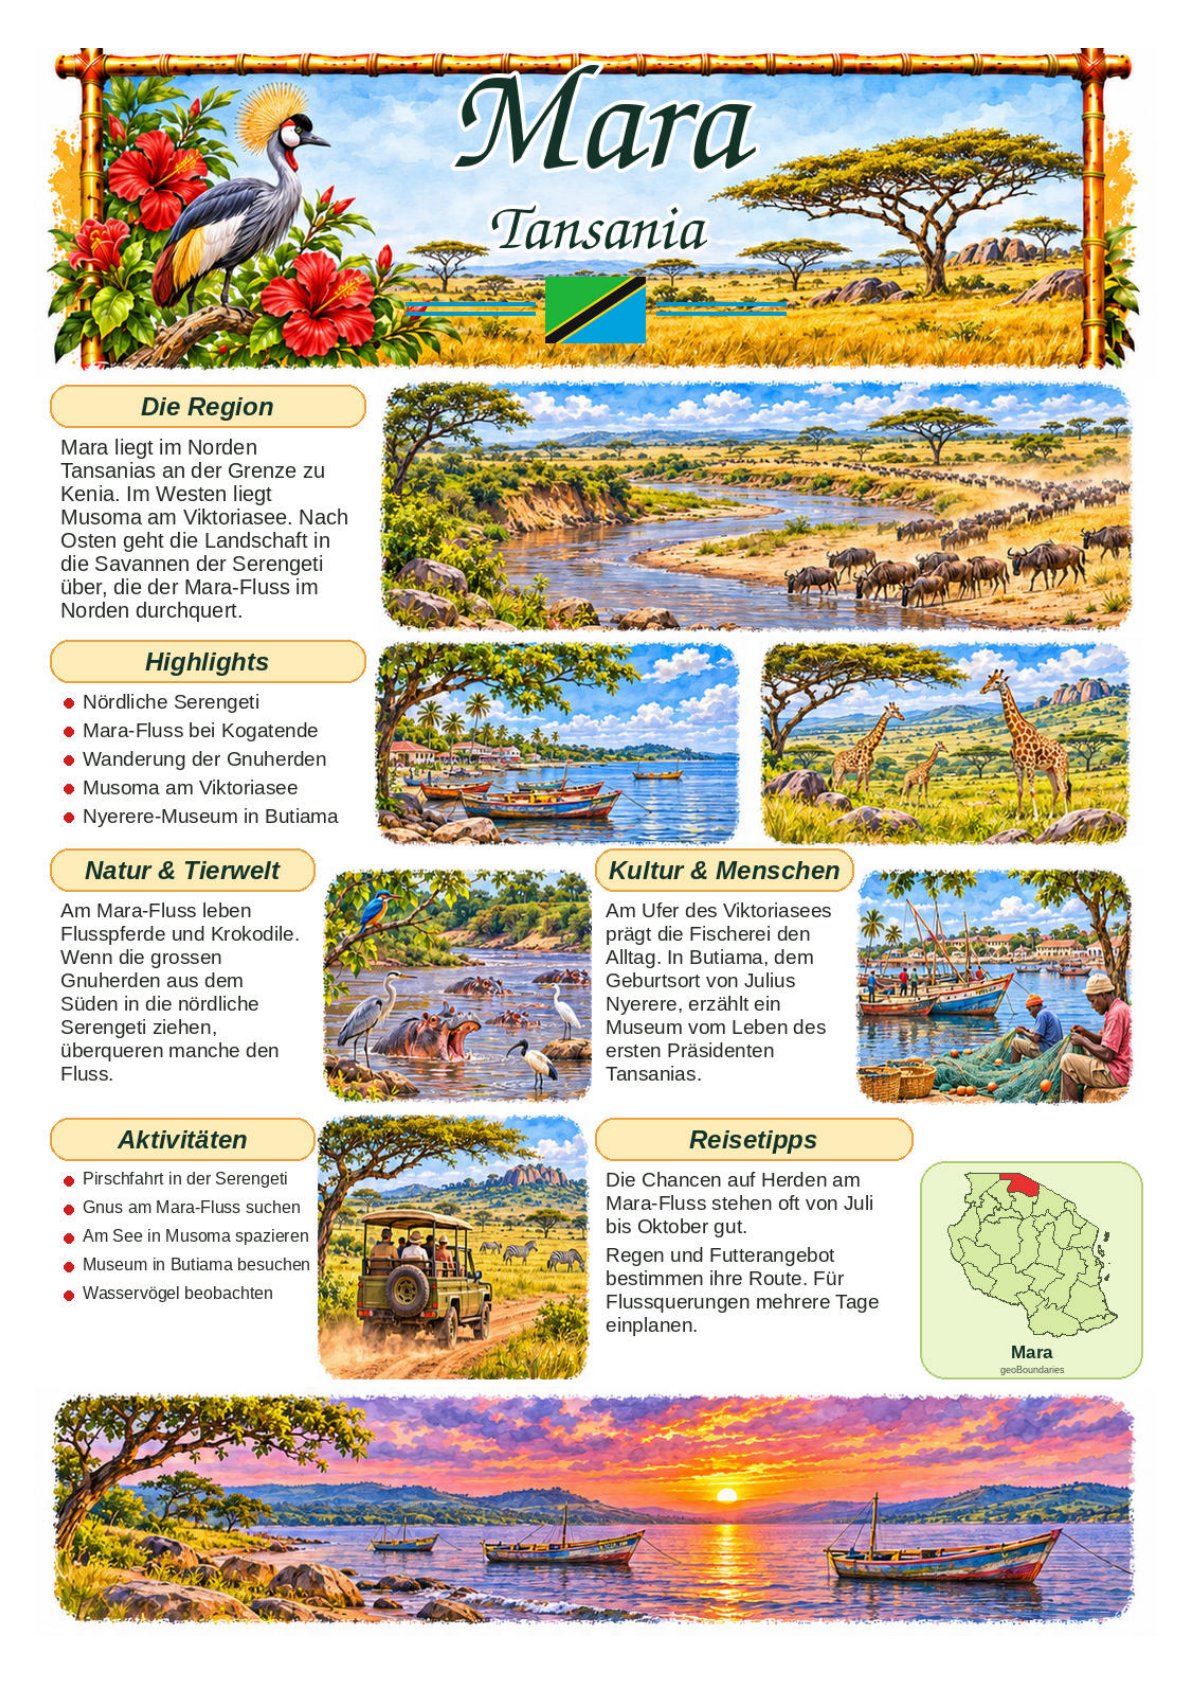 Mara
Tansania
Die Region
Mara liegt im Norden
Tansanias an der Grenze zu
Kenia. Im Westen liegt
Musoma am Viktoriasee. Nach
Osten geht die Landschaft in
die Savannen der Serengeti
über, die der Mara-Fluss im
Norden durchquert.
Highlights
Nördliche Serengeti
Mara-Fluss bei Kogatende
Wanderung der Gnuherden
Musoma am Viktoriasee
Nyerere-Museum in Butiama
Natur & Tierwelt
Am Mara-Fluss leben
Flusspferde und Krokodile.
Wenn die grossen
Gnuherden aus dem
Süden in die nördliche
Serengeti ziehen,
überqueren manche den
Fluss.
Kultur & Menschen
Am Ufer des Viktoriasees
prägt die Fischerei den
Alltag. In Butiama, dem
Geburtsort von Julius
Nyerere, erzählt ein
Museum vom Leben des
ersten Präsidenten
Tansanias.
Aktivitäten
Pirschfahrt in der Serengeti
Gnus am Mara-Fluss suchen
Am See in Musoma spazieren
Museum in Butiama besuchen
Wasservögel beobachten
Reisetipps
Die Chancen auf Herden am
Mara-Fluss stehen oft von Juli
bis Oktober gut.
Regen und Futterangebot
bestimmen ihre Route. Für
Flussquerungen mehrere Tage
einplanen.
Mara
geoBoundaries